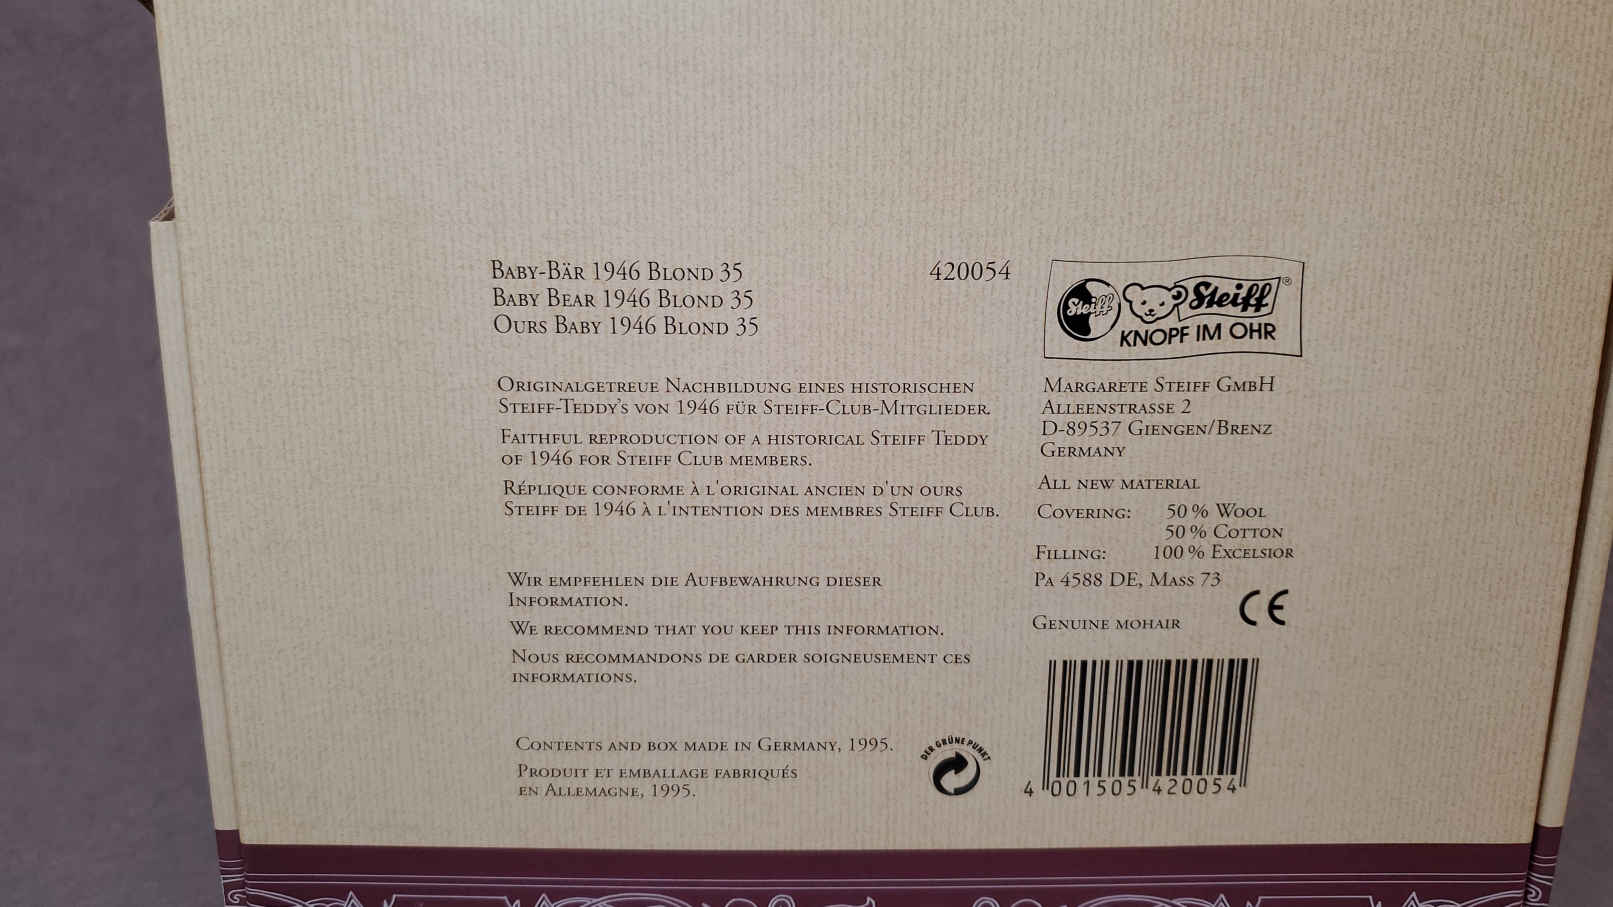 Baby-Bär 1946 Blond 35
Baby Bear 1946 Blond 35
Ours Baby 1946 Blond 35
420054
Steiff
Steiff®
KNOPF IM OHR
Originalgetreue Nachbildung eines historischen
Steiff-Teddy's von 1946 für Steiff-Club-Mitglieder.
Faithful reproduction of a historical Steiff Teddy
of 1946 for Steiff Club members.
Réplique conforme à l'original ancien d'un ours
Steiff de 1946 à l'intention des membres Steiff Club.
Wir empfehlen die Aufbewahrung dieser
Information.
We recommend that you keep this information.
Nous recommandons de garder soigneusement ces
informations.
Contents and box made in Germany, 1995.
Produit et emballage fabriqués
en Allemagne, 1995.
DER GRÜNE PUNKT
Margarete Steiff GmbH
Alleenstrasse 2
D-89537 Giengen/Brenz
Germany
All new material
Covering: 50 % Wool
50 % Cotton
Filling: 100 % Excelsior
Pa 4588 DE, Mass 73
CE
Genuine mohair
4 001505 420054